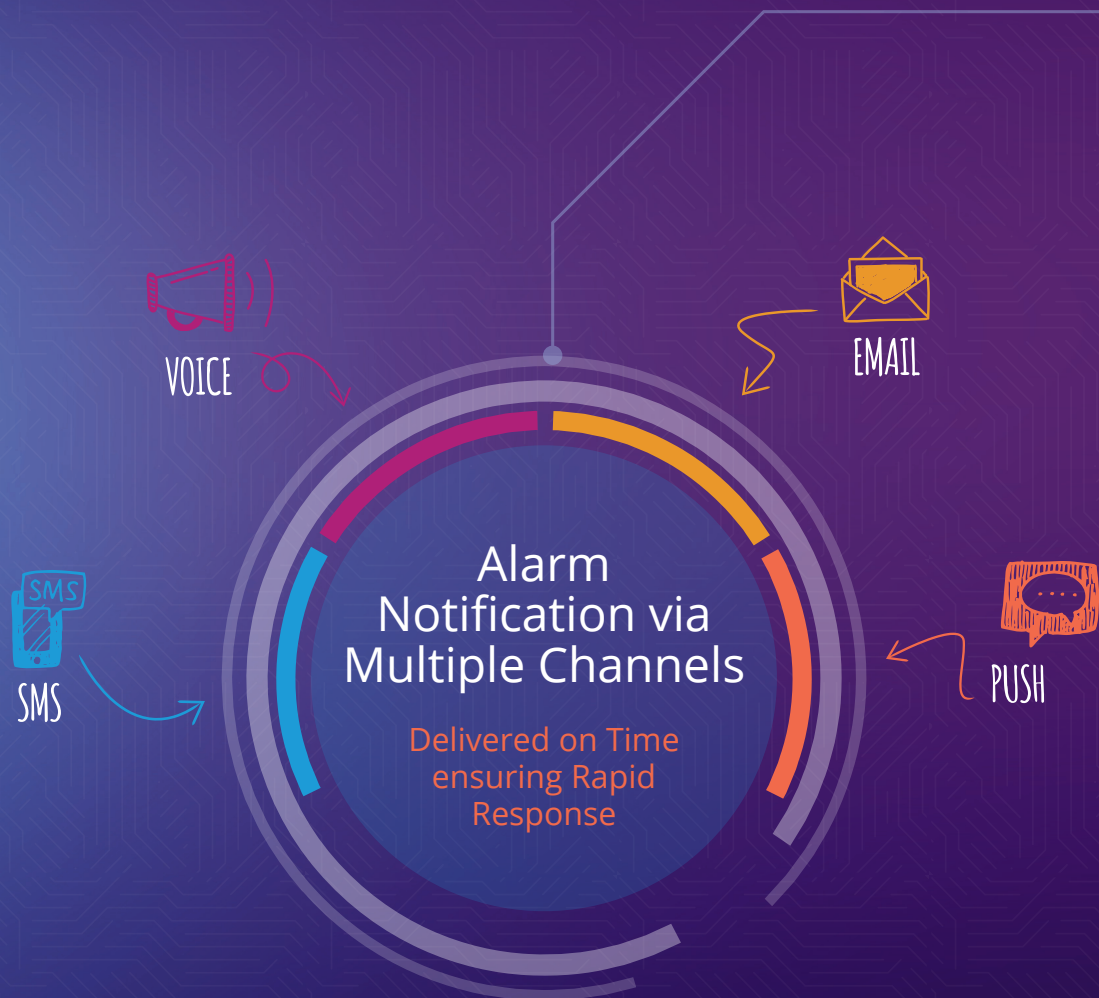 VOICE
EMAIL
SMS
SMS
PUSH
Alarm
Notification via
Multiple Channels
Delivered on Time
ensuring Rapid
Response